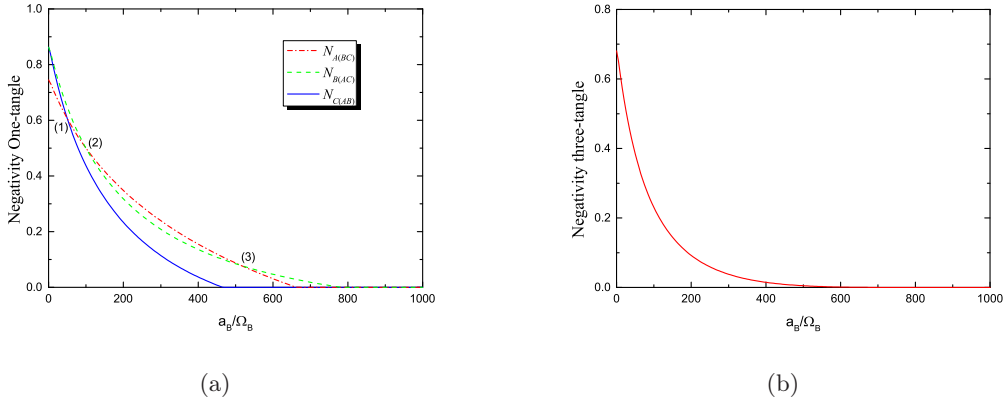 1.0
0.8
0.6
0.4
0.2
0.0
0 200 400 600 800 1000
Negativity One-tangle
a_B/Ω_B
N_A(BC)
N_B(AC)
N_C(AB)
(1)
(2)
(3)
(a)
0.8
0.6
0.4
0.2
0.0
0 200 400 600 800 1000
Negativity three-tangle
a_B/Ω_B
(b)